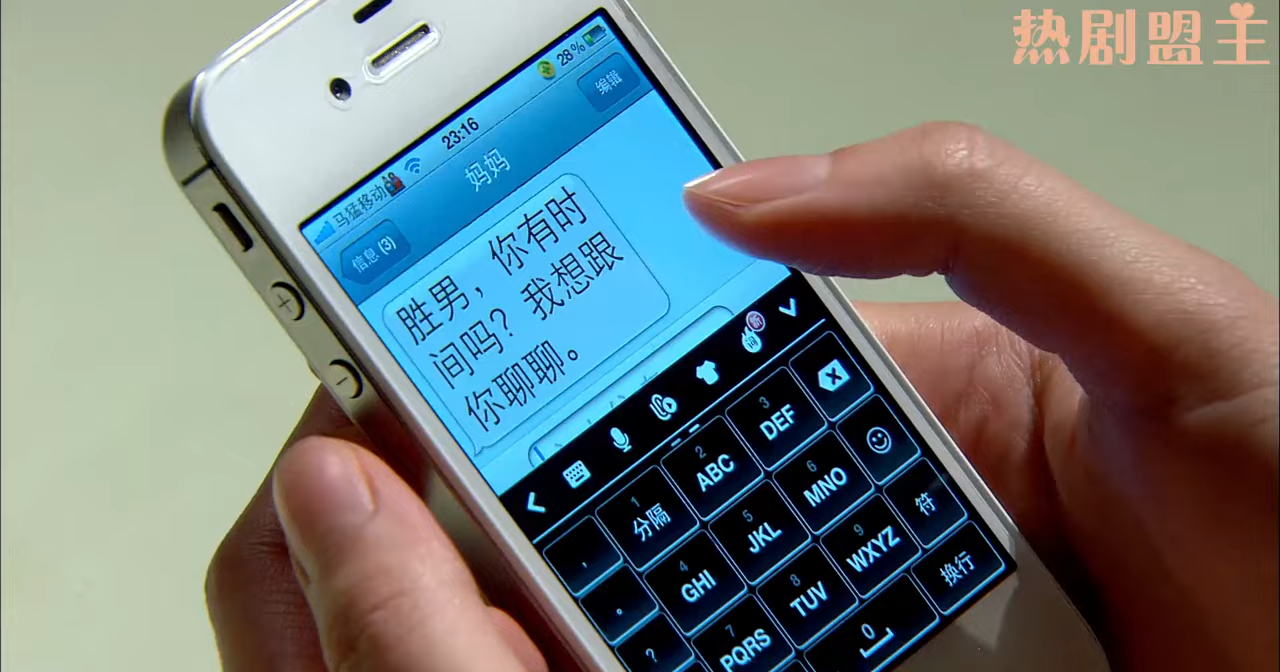 热剧盟主
马猛移动
23:16
28%
信息(3)
妈妈
编辑
胜男，你有时
间吗？我想跟
你聊聊。
新
词
，
1
分隔
2
ABC
3
DEF
。
4
GHI
5
JKL
6
MNO
?
7
PQRS
8
TUV
9
WXYZ
符
0
换行